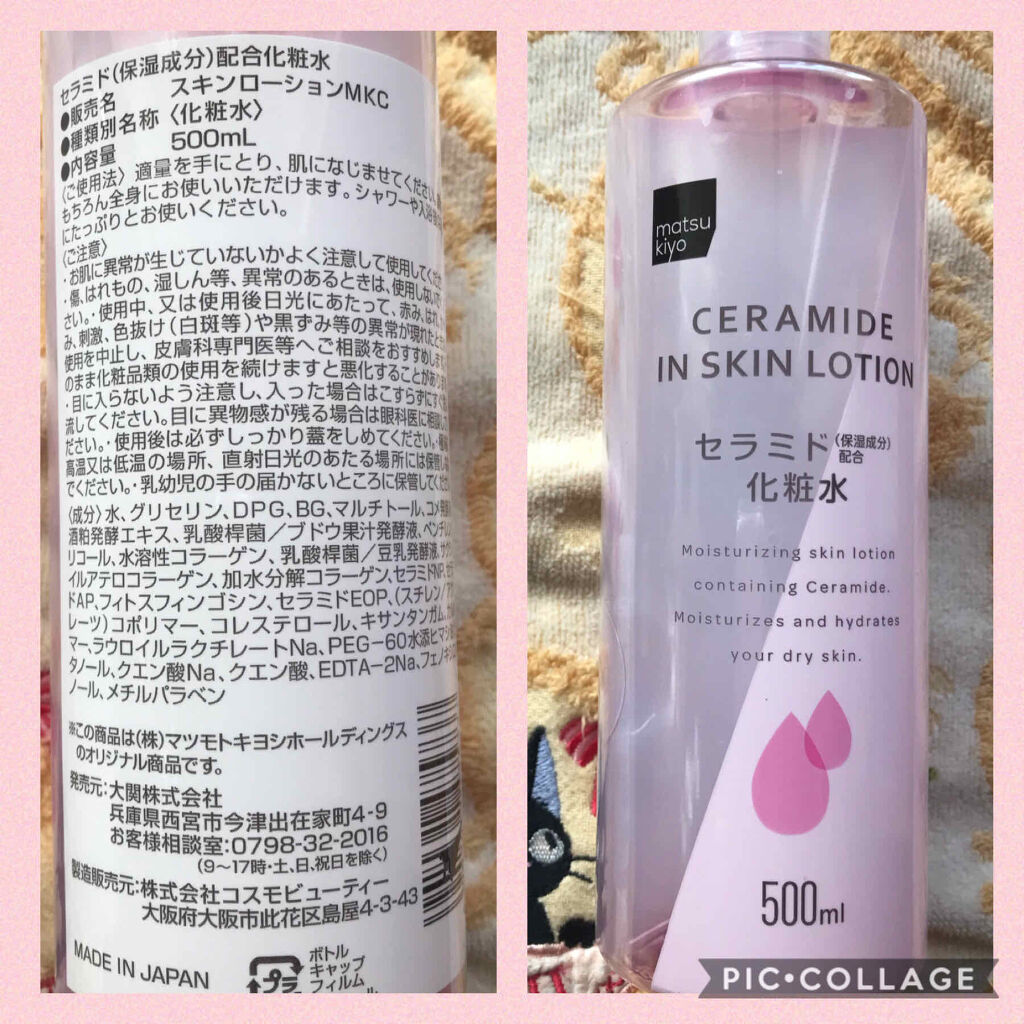 セラミド(保湿成分)配合化粧水
●販売名 スキンローションMKC
●種類別名称 〈化粧水〉
●内容量 500mL
〈ご使用法〉適量を手にとり、肌になじませてください。
もちろん全身にお使いいただけます。シャワーや入浴
にたっぷりとお使いください。
〈ご注意〉
・お肌に異常が生じていないかよく注意して使用してくだ
・傷、はれもの、湿しん等、異常のあるときは、使用しないで
さい。・使用中、又は使用後日光にあたって、赤み、はれ、
み、刺激、色抜け(白斑等)や黒ずみ等の異常が現れたと
使用を中止し、皮膚科専門医等へご相談をおすすめしま
のまま化粧品類の使用を続けますと悪化することがあり
・目に入らないよう注意し、入った場合はこすらずにすぐ
流してください。目に異物感が残る場合は眼科医に相談
ださい。・使用後は必ずしっかり蓋をしめてください。・
高温又は低温の場所、直射日光のあたる場所には保管し
でください。・乳幼児の手の届かないところに保管してくだ
〈成分〉水、グリセリン、DPG、BG、マルチトール、コメ
酒粕発酵エキス、乳酸桿菌/ブドウ果汁発酵液、ペンチレ
リコール、水溶性コラーゲン、乳酸桿菌/豆乳発酵液、サク
イルアテロコラーゲン、加水分解コラーゲン、セラミドNP、
ドAP、フィトスフィンゴシン、セラミドEOP、(スチレン/ア
レーツ)コポリマー、コレステロール、キサンタンガム、カル
マー、ラウロイルラクチレートNa、PEG-60水添ヒマシ
タノール、クエン酸Na、クエン酸、EDTA-2Na、フェノキシ
ノール、メチルパラベン
※この商品は(株)マツモトキヨシホールディングス
のオリジナル商品です。
発売元:大関株式会社
兵庫県西宮市今津出在家町4-9
お客様相談室:0798-32-2016
(9〜17時・土、日、祝日を除く)
製造販売元:株式会社コスモビューティー
大阪府大阪市此花区島屋4-3-43
MADE IN JAPAN
プラ
ボトル
キャップ
フィルム
matsu
kiyo
CERAMIDE
IN SKIN LOTION
セラミド(保湿成分)配合
化粧水
Moisturizing skin lotion
containing Ceramide.
Moisturizes and hydrates
your dry skin.
500ml
PIC•COLLAGE